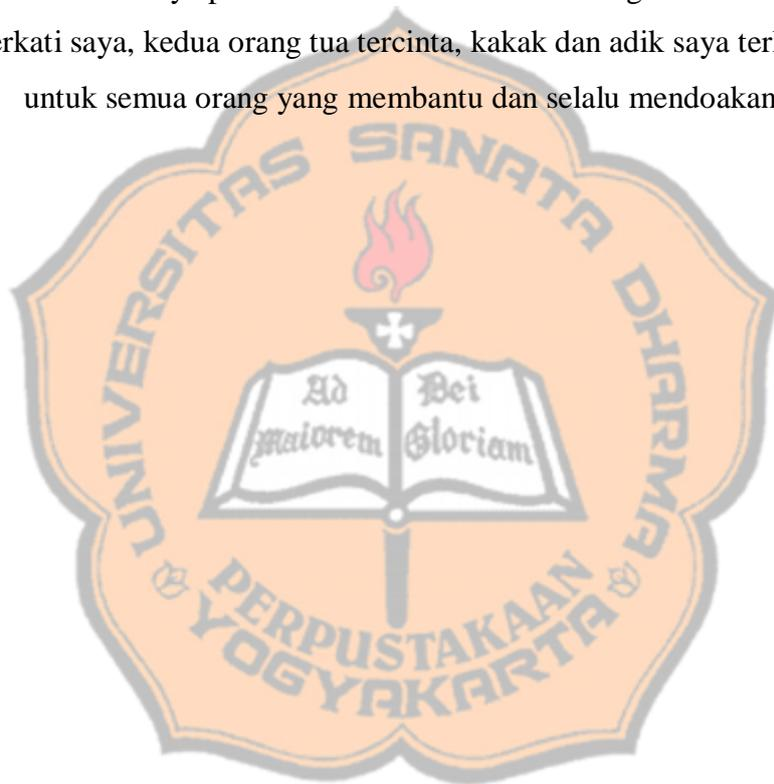 erkati saya, kedua orang tua tercinta, kakak dan adik saya
untuk semua orang yang membantu dan selalu mendoakan
UNIVERSITAS SANATA DHARMA
Ad Dei
Maiorem Gloriam
PERPUSTAKAAN
YOGYAKARTA